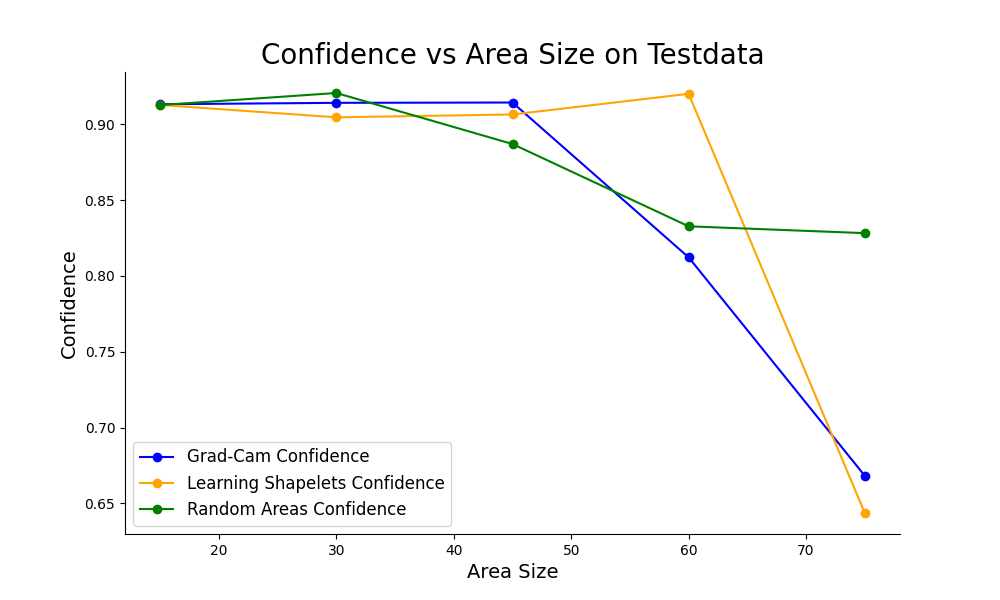 Confidence vs Area Size on Testdata
Confidence
0.90
0.85
0.80
0.75
0.70
0.65
Grad-Cam Confidence
Learning Shapelets Confidence
Random Areas Confidence
20 30 40 50 60 70
Area Size